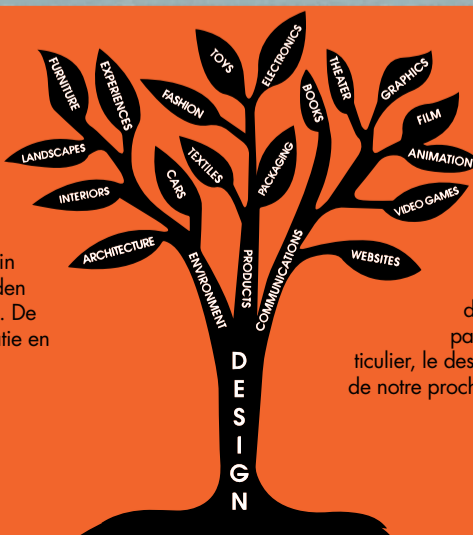 ELECTRONICS
TOYS
THEATER
GRAPHICS
FURNITURE
EXPERIENCES
FASHION
BOOKS
FILM
LANDSCAPES
TEXTILES
PACKAGING
ANIMATION
CARS
INTERIORS
VIDEO GAMES
ARCHITECTURE
WEBSITES
ENVIRONMENT
PRODUCTS
COMMUNICATIONS
in
den
. De
tie en
d
pa
ticulier, le des
de notre proch
DESIGN